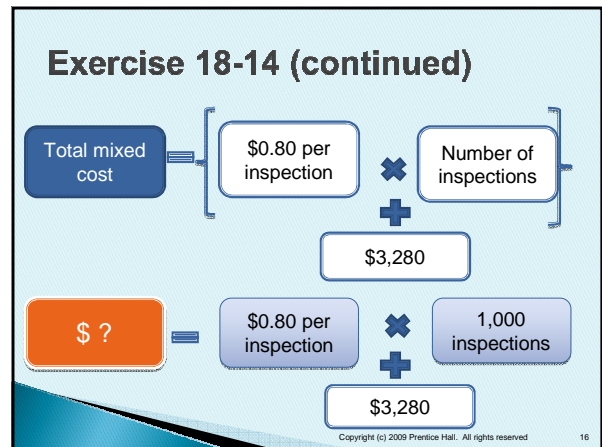 Exercise 18-14 (continued)
Total mixed
cost
=
$0.80 per
inspection
×
Number of
inspections
+
$3,280
$ ?
=
$0.80 per
inspection
×
1,000
inspections
+
$3,280
Copyright (c) 2009 Prentice Hall. All rights reserved
16